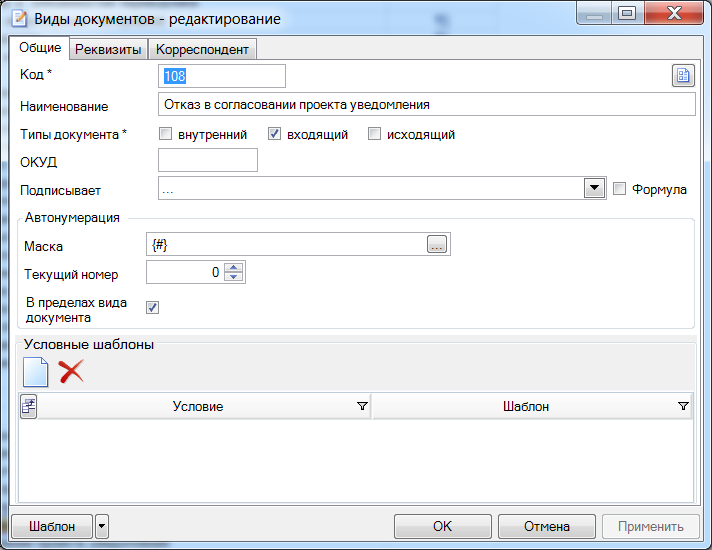 Виды документов - редактирование
Общие Реквизиты Корреспондент
Код * 108
Наименование Отказ в согласовании проекта уведомления
Типы документа * внутренний входящий исходящий
ОКУД
Подписывает ... Формула
Автонумерация
Маска {#} ...
Текущий номер 0
В пределах вида
документа
Условные шаблоны
Условие Шаблон
Шаблон OK Отмена Применить